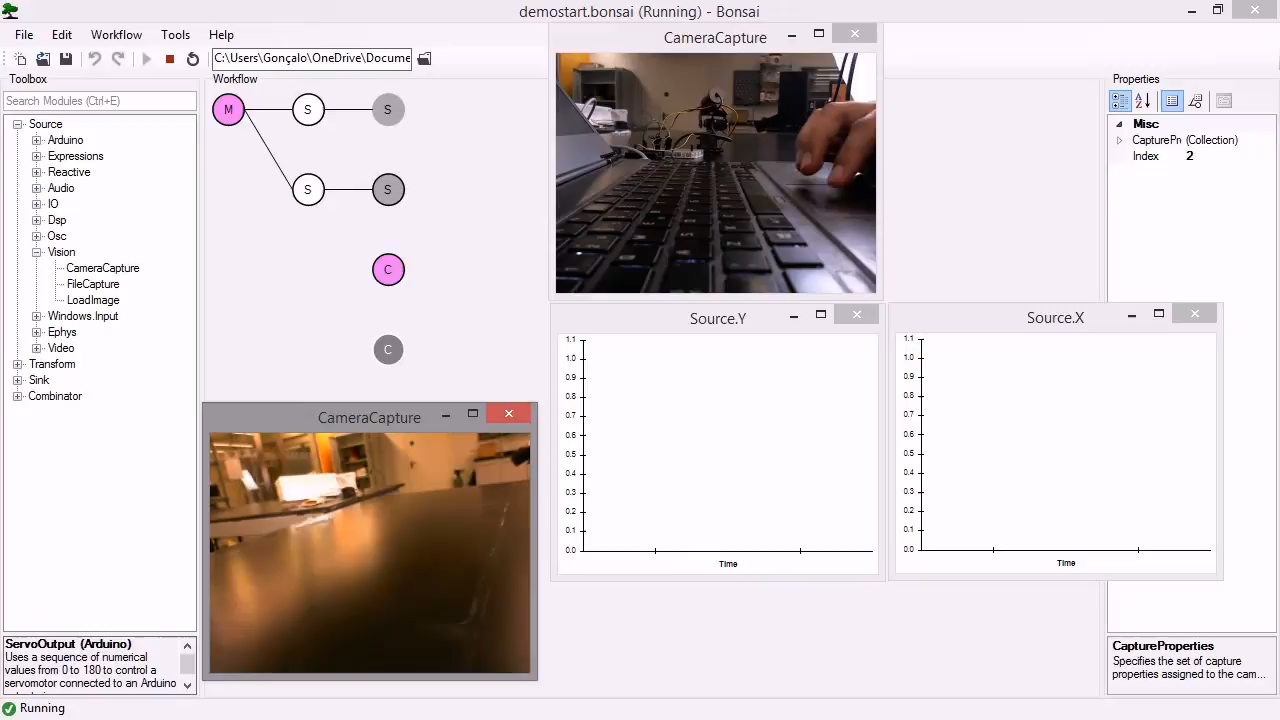 demostart.bonsai (Running) - Bonsai
File Edit Workflow Tools Help
C:\Users\Gonçalo\OneDrive\Docume
Toolbox
Search Modules (Ctrl+E)
Source
Arduino
Expressions
Reactive
Audio
IO
Dsp
Osc
Vision
CameraCapture
FileCapture
LoadImage
Windows.Input
Ephys
Video
Transform
Sink
Combinator
ServoOutput (Arduino)
Uses a sequence of numerical
values from 0 to 180 to control a
servomotor connected to an Arduino
Workflow
M S S
S S
C
C
CameraCapture
CameraCapture
Source.Y
1.1
1.0
0.9
0.8
0.7
0.6
0.5
0.4
0.3
0.2
0.1
0.0
Time
Source.X
1.1
1.0
0.9
0.8
0.7
0.6
0.5
0.4
0.3
0.2
0.1
0.0
Time
Properties
Misc
CapturePn (Collection)
Index 2
CaptureProperties
Specifies the set of capture
properties assigned to the cam...
Running